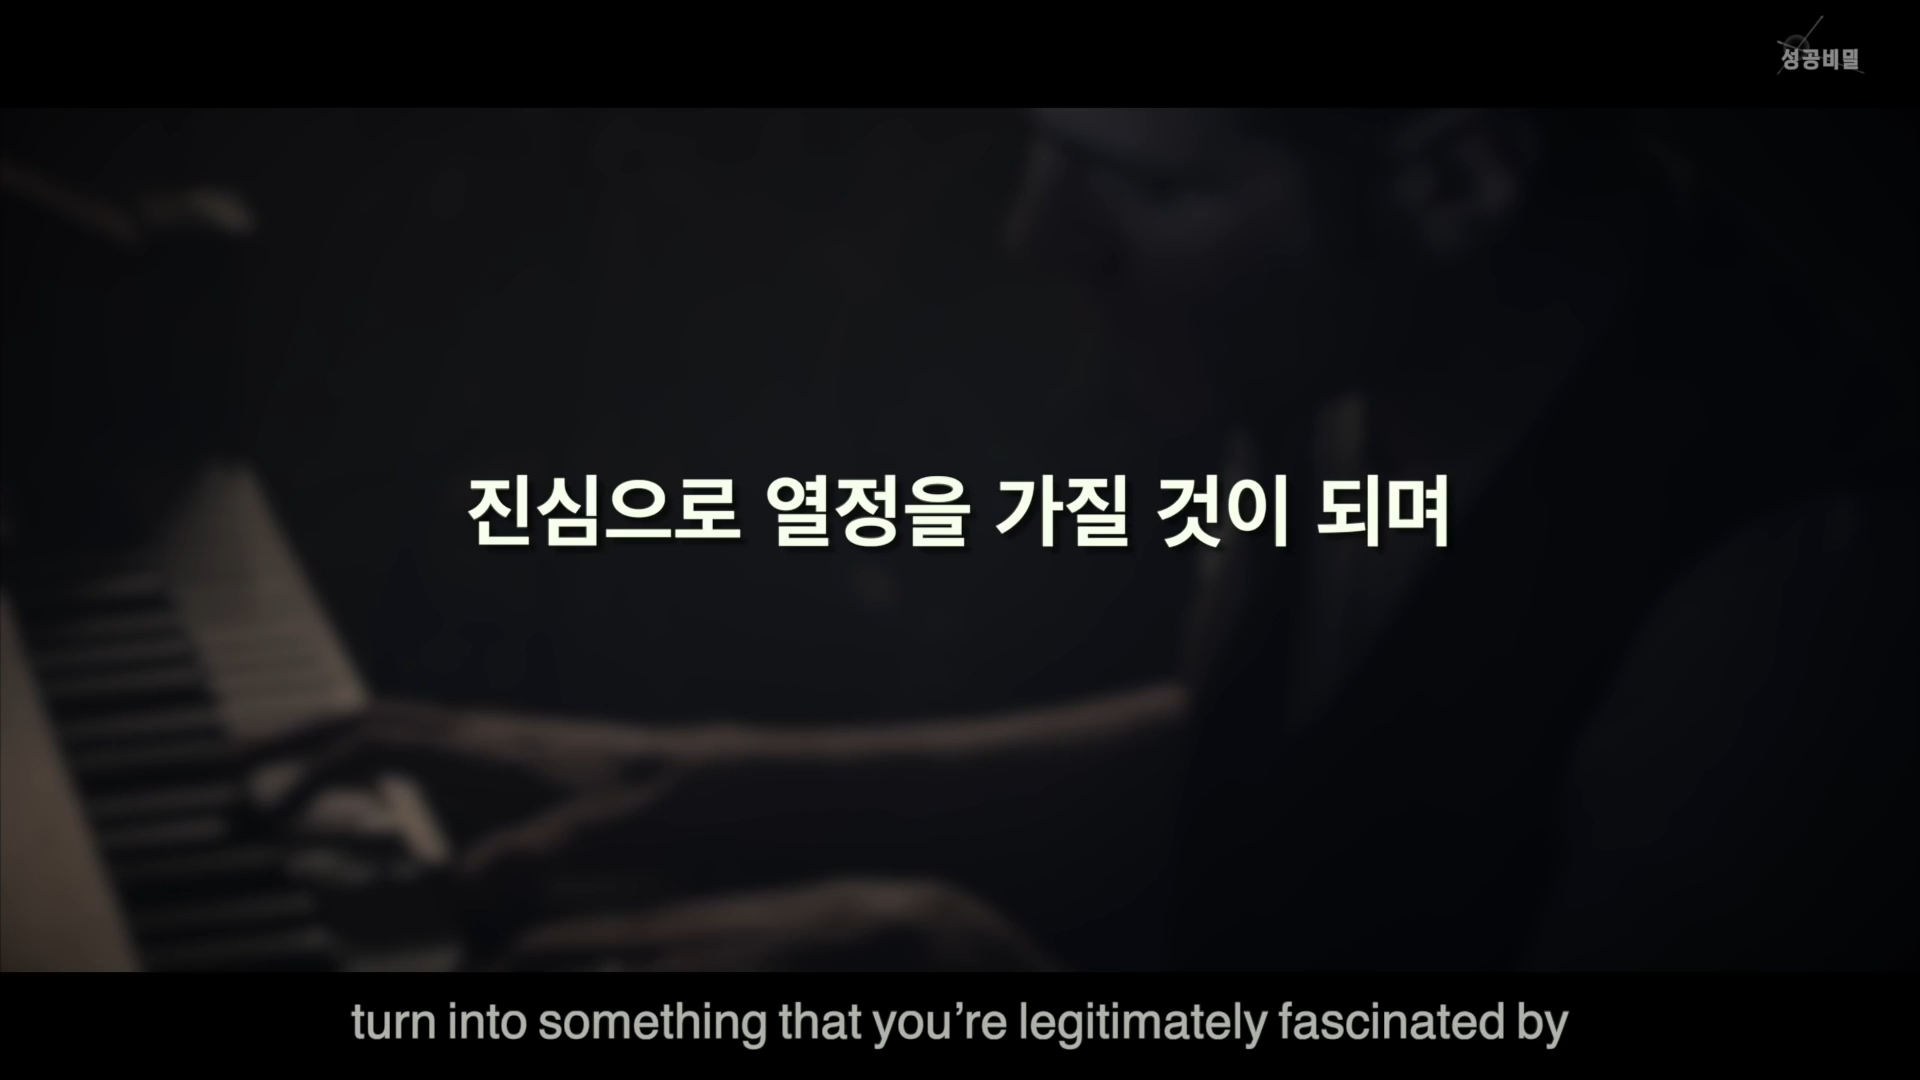 성공비밀
진심으로 열정을 가질 것이 되며
turn into something that you’re legitimately fascinated by